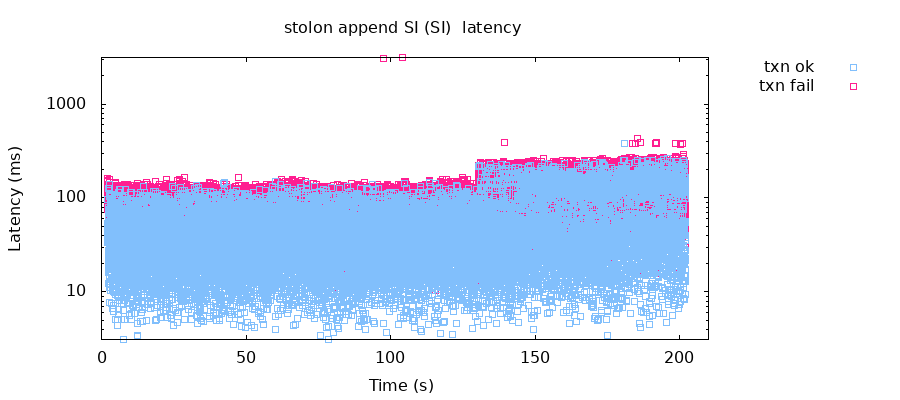 stolon append SI (SI) latency
txn ok
txn fail
Latency (ms)
1000
100
10
0 50 100 150 200
Time (s)